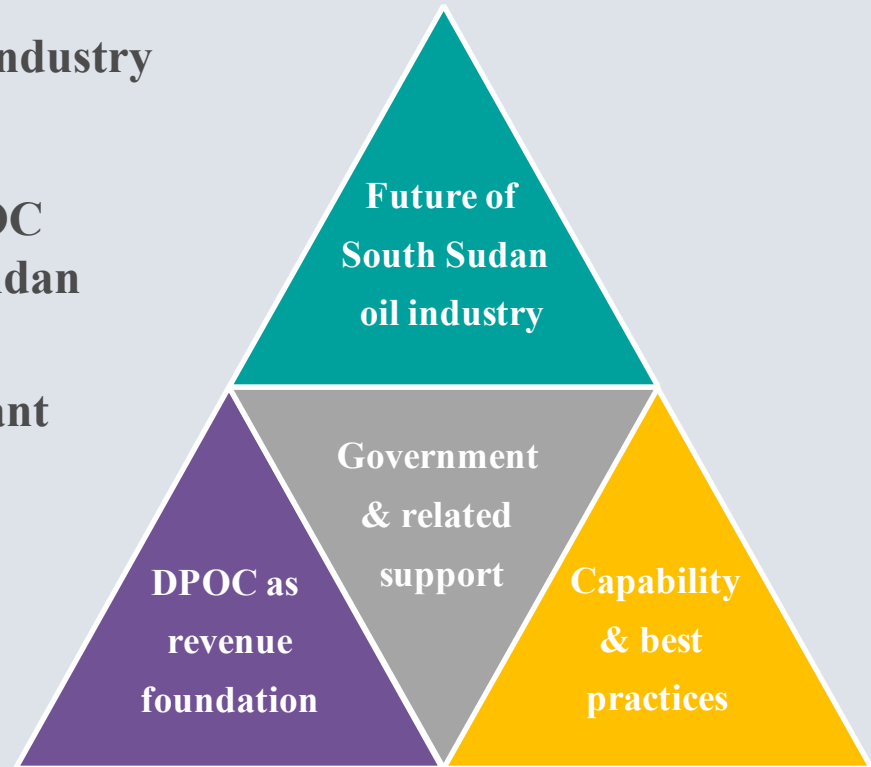 ndustry
OC
dan
ant
Future of
South Sudan
oil industry
Government
& related
support
DPOC as
revenue
foundation
Capability
& best
practices